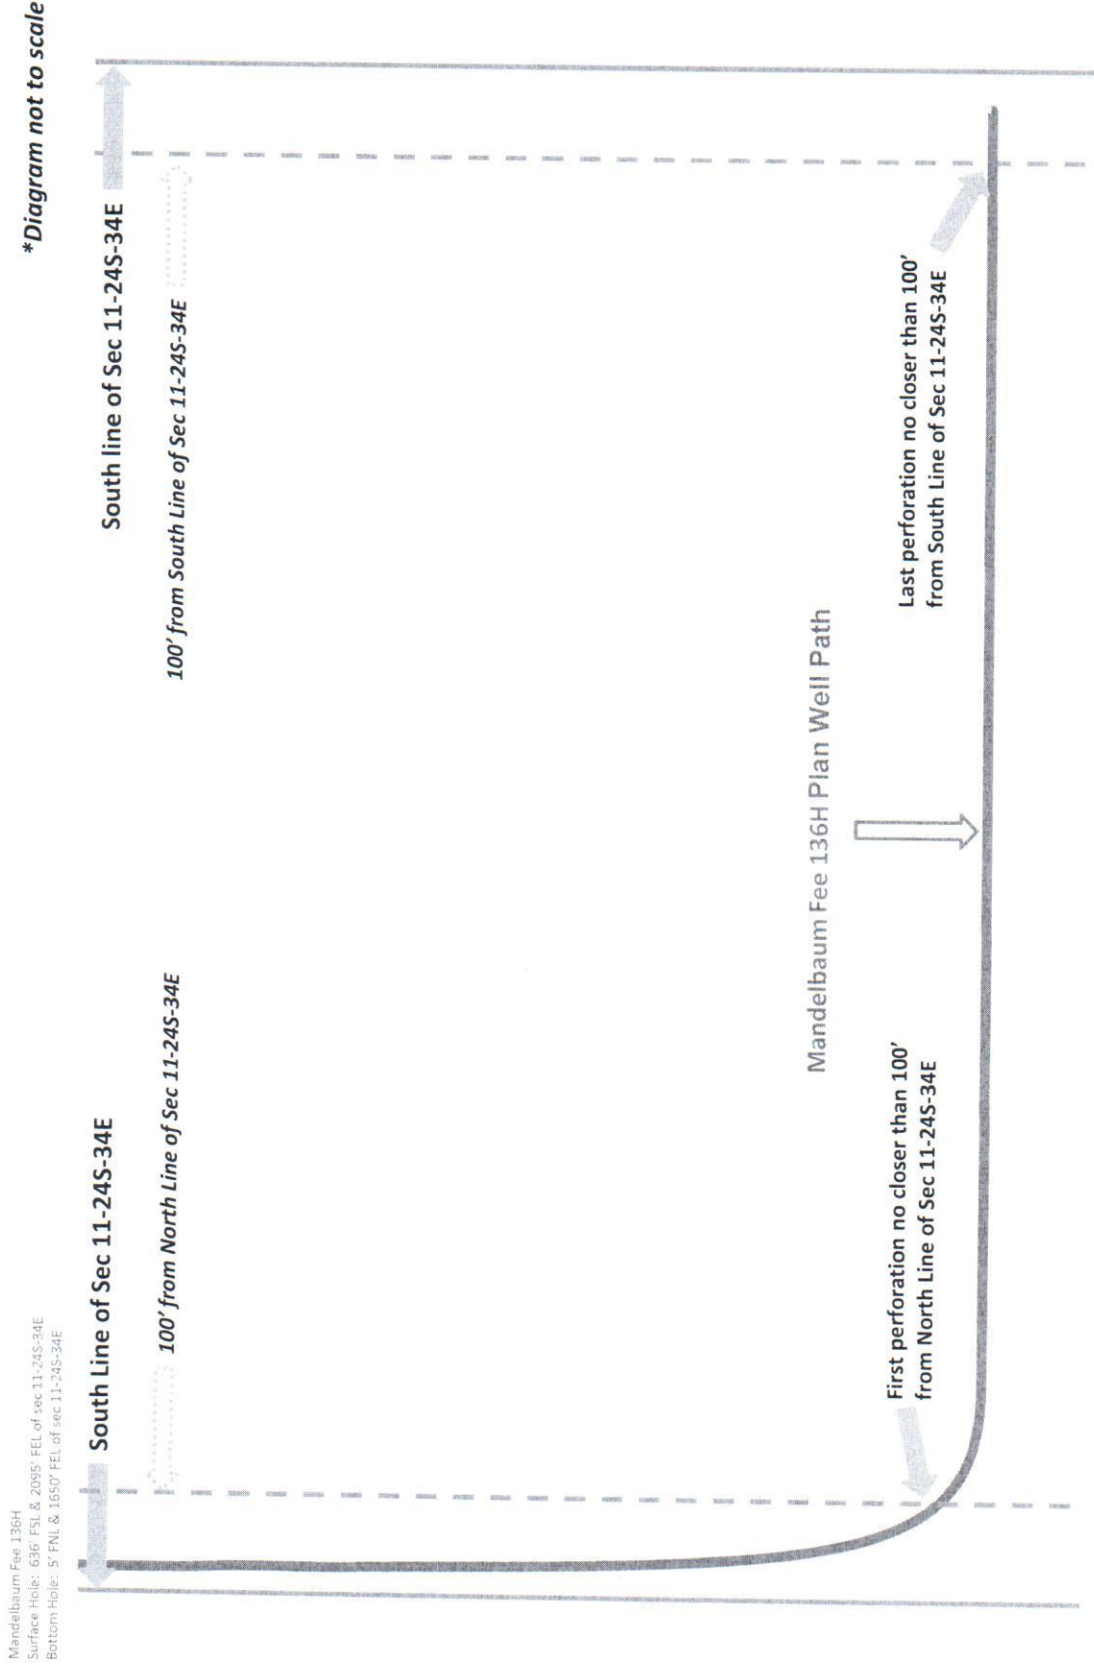 Mandelbaum Fee 136H
Surface Hole: 636' FSL & 2095' FEL of sec 11-24S-34E
Bottom Hole: 5' FNL & 1650' FEL of sec 11-24S-34E
*Diagram not to scale
South Line of Sec 11-24S-34E
South line of Sec 11-24S-34E
100' from North Line of Sec 11-24S-34E
100' from South Line of Sec 11-24S-34E
Mandelbaum Fee 136H Plan Well Path
First perforation no closer than 100'
from North Line of Sec 11-24S-34E
Last perforation no closer than 100'
from South Line of Sec 11-24S-34E